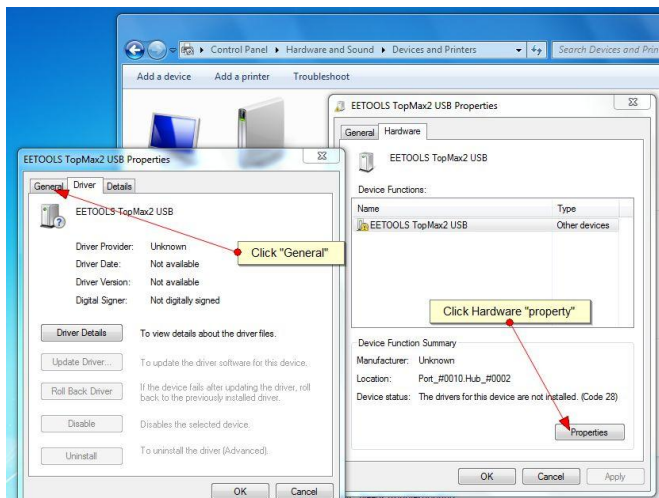 Control Panel ▸ Hardware and Sound ▸ Devices and Printers
Search Devices and Prin
Add a device Add a printer Troubleshoot
EETOOLS TopMax2 USB Properties
General Hardware
EETOOLS TopMax2 USB
Device Functions:
Name Type
EETOOLS TopMax2 USB Other devices
Click Hardware "property"
Device Function Summary
Manufacturer: Unknown
Location: Port_#0010.Hub_#0002
Device status: The drivers for this device are not installed. (Code 28)
Properties
OK Cancel Apply
EETOOLS TopMax2 USB Properties
General Driver Details
EETOOLS TopMax2 USB
Click "General"
Driver Provider: Unknown
Driver Date: Not available
Driver Version: Not available
Digital Signer: Not digitally signed
Driver Details To view details about the driver files.
Update Driver... To update the driver software for this device.
Roll Back Driver If the device fails after updating the driver, roll
back to the previously installed driver.
Disable Disables the selected device.
Uninstall To uninstall the driver (Advanced).
OK Cancel